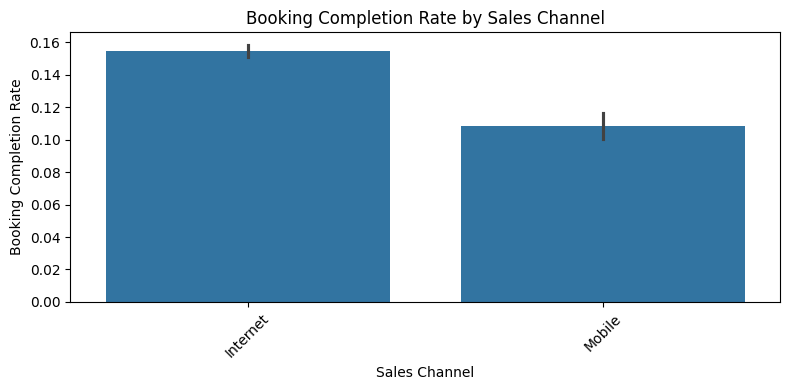 Booking Completion Rate by Sales Channel
Booking Completion Rate
0.16
0.14
0.12
0.10
0.08
0.06
0.04
0.02
0.00
Internet
Mobile
Sales Channel